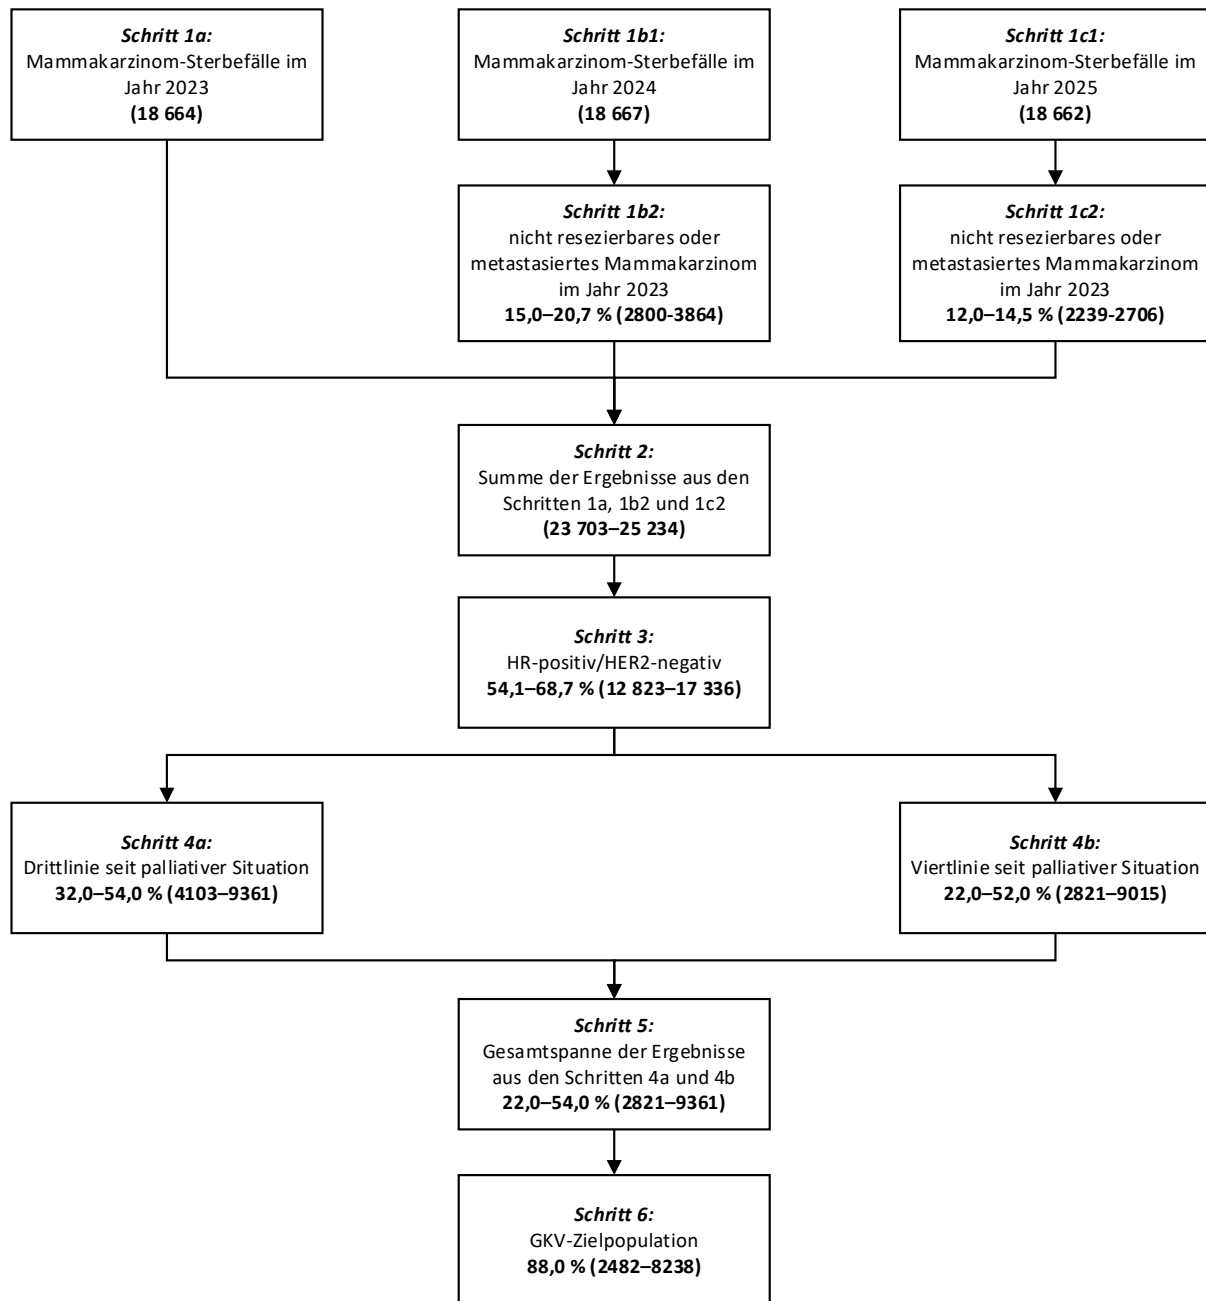 Schritt 1a:
Mammakarzinom-Sterbefälle im
Jahr 2023
(18 664)
Schritt 1b1:
Mammakarzinom-Sterbefälle im
Jahr 2024
(18 667)
Schritt 1c1:
Mammakarzinom-Sterbefälle im
Jahr 2025
(18 662)
Schritt 1b2:
nicht resezierbares oder
metastasiertes Mammakarzinom
im Jahr 2023
15,0–20,7 % (2800-3864)
Schritt 1c2:
nicht resezierbares oder
metastasiertes Mammakarzinom
im Jahr 2023
12,0–14,5 % (2239-2706)
Schritt 2:
Summe der Ergebnisse aus den
Schritten 1a, 1b2 und 1c2
(23 703–25 234)
Schritt 3:
HR-positiv/HER2-negativ
54,1–68,7 % (12 823–17 336)
Schritt 4a:
Drittlinie seit palliativer Situation
32,0–54,0 % (4103–9361)
Schritt 4b:
Viertlinie seit palliativer Situation
22,0–52,0 % (2821–9015)
Schritt 5:
Gesamtspanne der Ergebnisse
aus den Schritten 4a und 4b
22,0–54,0 % (2821–9361)
Schritt 6:
GKV-Zielpopulation
88,0 % (2482–8238)